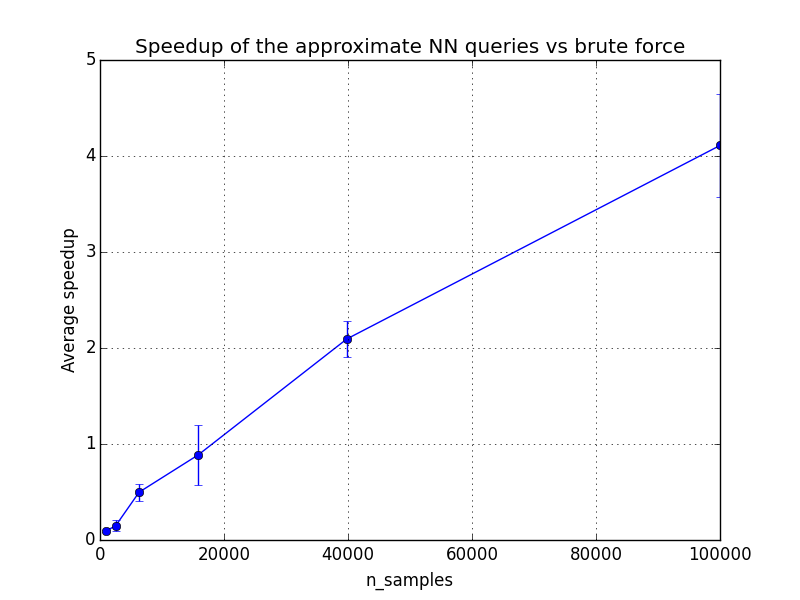 Speedup of the approximate NN queries vs brute force
5
4
3
2
1
0
Average speedup
0 20000 40000 60000 80000 100000
n_samples